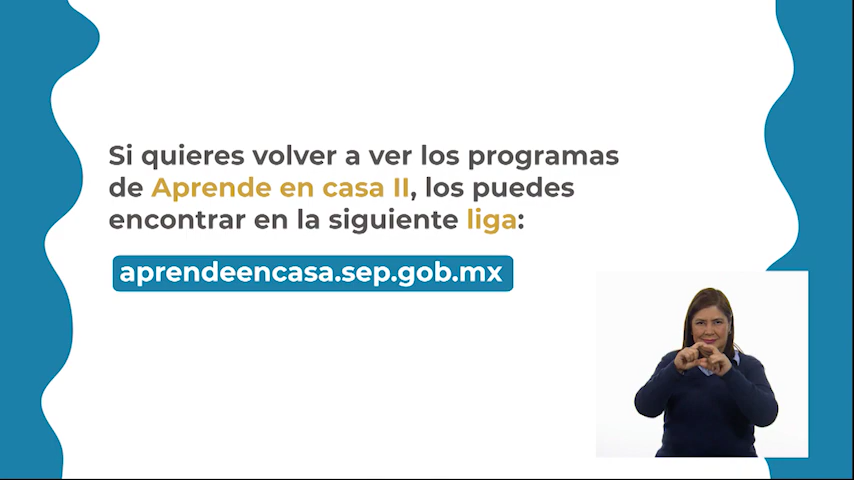 Si quieres volver a ver los programas
de Aprende en casa II, los puedes
encontrar en la siguiente liga:
aprendeencasa.sep.gob.mx